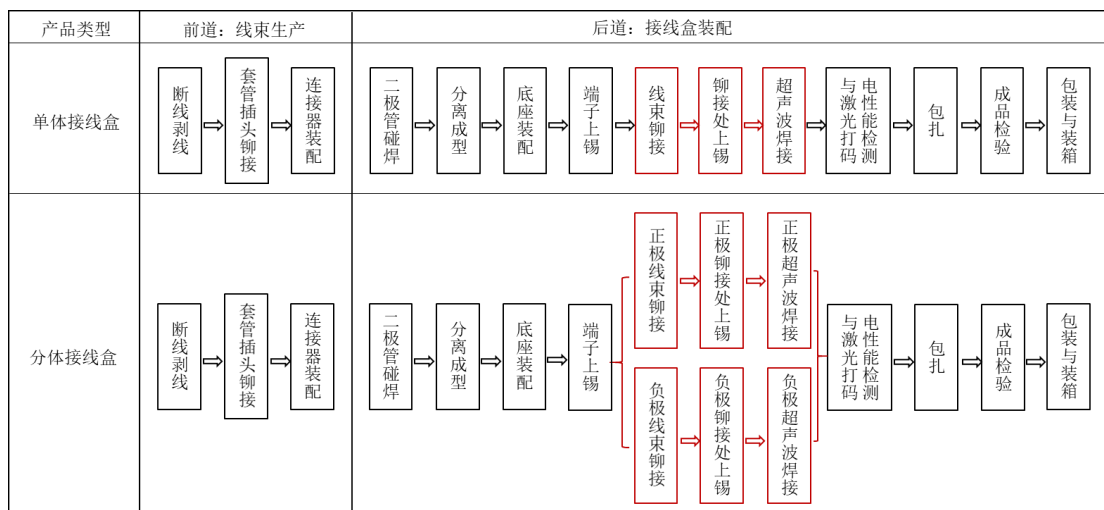 产品类型
前道：线束生产
后道：接线盒装配
单体接线盒
断线剥线
套管插头铆接
连接器装配
二极管碰焊
分离成型
底座装配
端子上锡
线束铆接
铆接处上锡
超声波焊接
电性能检测
与激光打码
包扎
成品检验
包装与装箱
分体接线盒
断线剥线
套管插头铆接
连接器装配
二极管碰焊
分离成型
底座装配
端子上锡
正极线束铆接
正极铆接处上锡
正极超声波焊接
负极线束铆接
负极铆接处上锡
负极超声波焊接
电性能检测
与激光打码
包扎
成品检验
包装与装箱